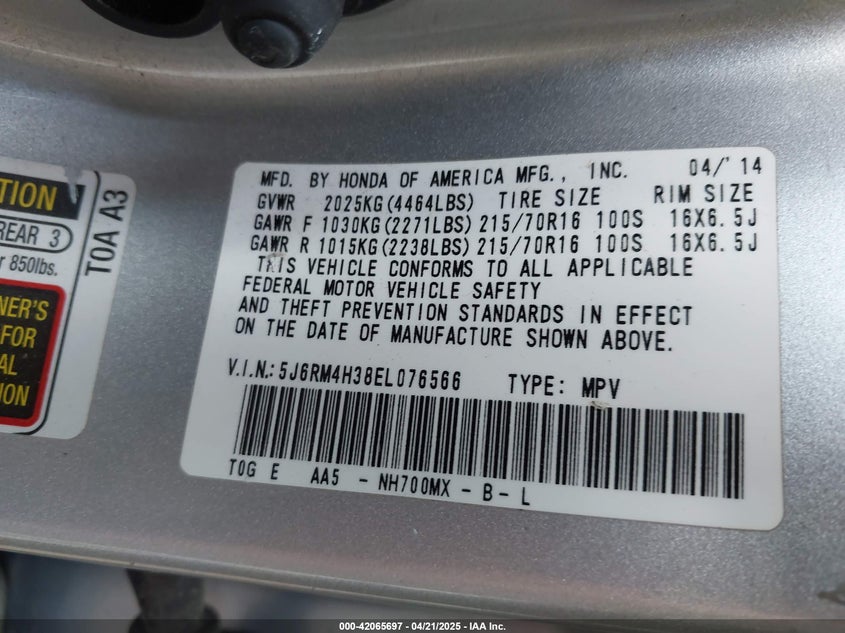 TION
REAR 3
r 850lbs.
NER'S
FOR
AL
TION
T0A A3
MFD. BY HONDA OF AMERICA MFG., INC. 04/'14
GVWR 2025KG(4464LBS) TIRE SIZE RIM SIZE
GAWR F 1030KG(2271LBS) 215/70R16 100S 16X6.5J
GAWR R 1015KG(2238LBS) 215/70R16 100S 16X6.5J
THIS VEHICLE CONFORMS TO ALL APPLICABLE
FEDERAL MOTOR VEHICLE SAFETY
AND THEFT PREVENTION STANDARDS IN EFFECT
ON THE DATE OF MANUFACTURE SHOWN ABOVE.
V.I.N.: 5J6RM4H38EL076566 TYPE: MPV
T0G E AA5 - NH700MX - B - L
000-42065697 - 04/21/2025 - IAA Inc.